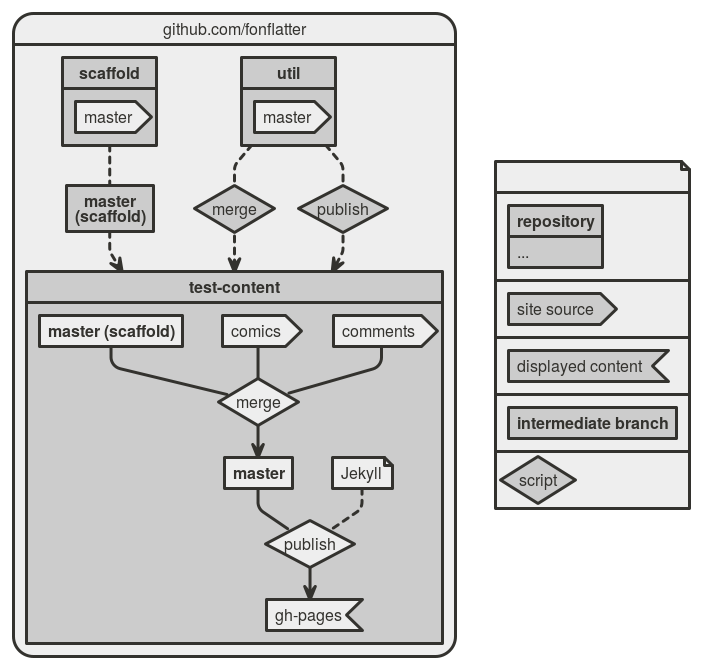 github.com/fonflatter
scaffold
util
master
master
master
(scaffold)
merge
publish
test-content
master (scaffold)
comics
comments
merge
master
Jekyll
publish
gh-pages
repository
...
site source
displayed content
intermediate branch
script